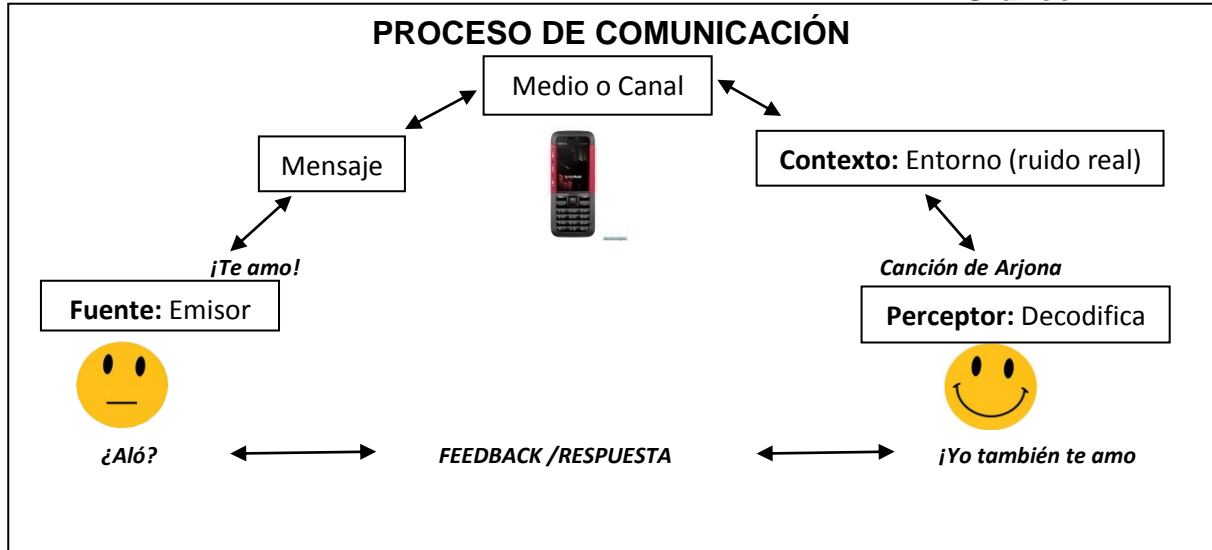 PROCESO DE COMUNICACIÓN
Medio o Canal
Mensaje
Contexto: Entorno (ruido real)
¡Te amo!
Canción de Arjona
Fuente: Emisor
Perceptor: Decodifica
¿Aló?
FEEDBACK /RESPUESTA
¡Yo también te amo